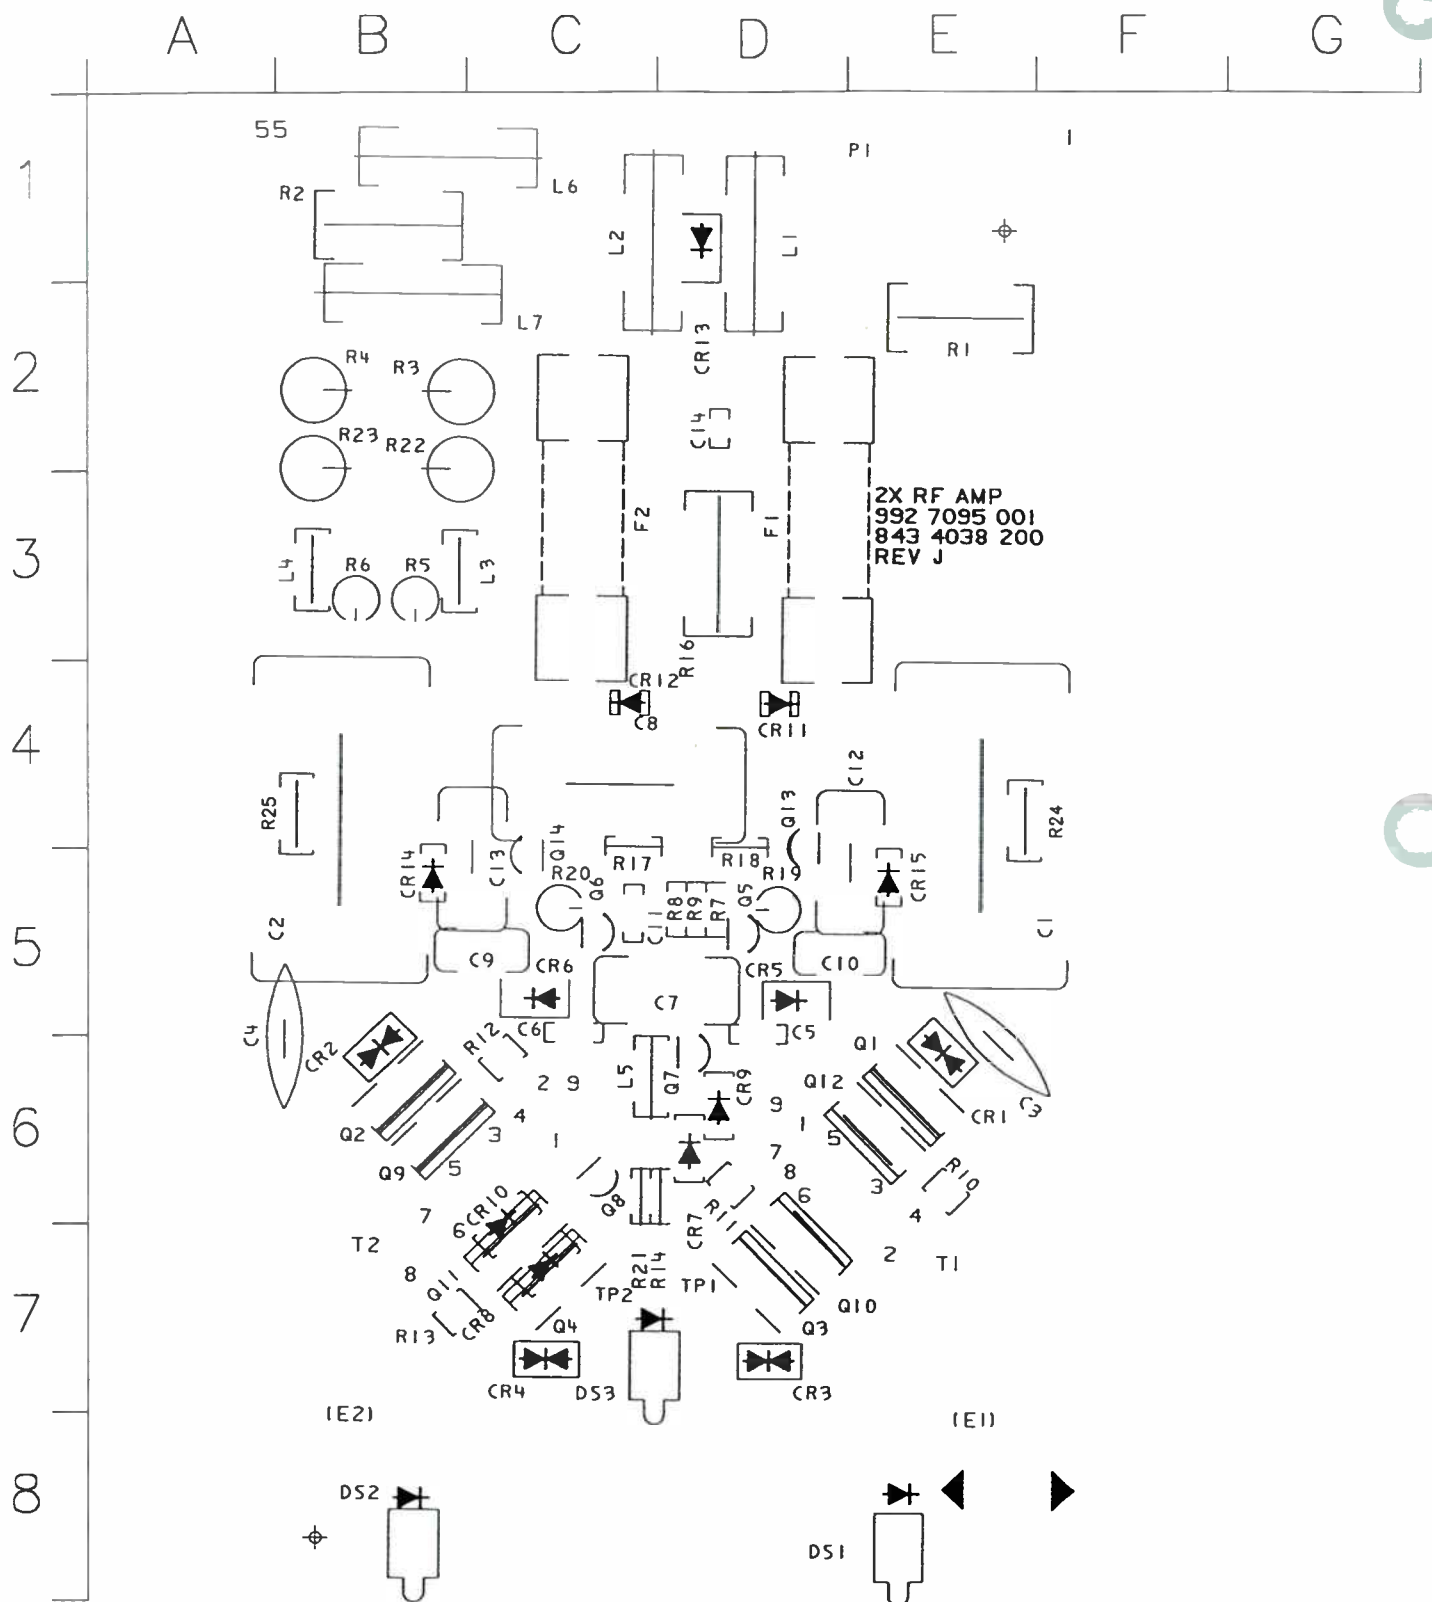 A B C D E F G
55
P1
1
1
L6
R2
L2
L1
L7
CR13
R1
2
R4
R3
C14
R23
R22
2X RF AMP
992 7095 001
843 4038 200
REV J
F2
F1
3
L4
R6
R5
L3
R16
CR12
C8
CR11
4
C12
R25
Q13
R24
Q14
R17
R18
CR14
C13
R20
Q6
R19
Q5
CR15
R8
R9
R7
C11
5
C2
C1
C9
CR6
CR5
C10
C7
C4
CR2
R12
C6
C5
Q1
L5
Q7
CR9
Q12
2 9
9
C3
CR1
6
Q2
4
3
1
1
5
7
Q9
5
8
R10
3
6
CR10
Q8
R11
7
6
CR7
4
T2
2
T1
8
Q11
R21
R14
TP2
TP1
7
Q10
R13
CR8
Q4
Q3
CR4
DS3
CR3
(E2)
(E1)
8
DS2
DS1